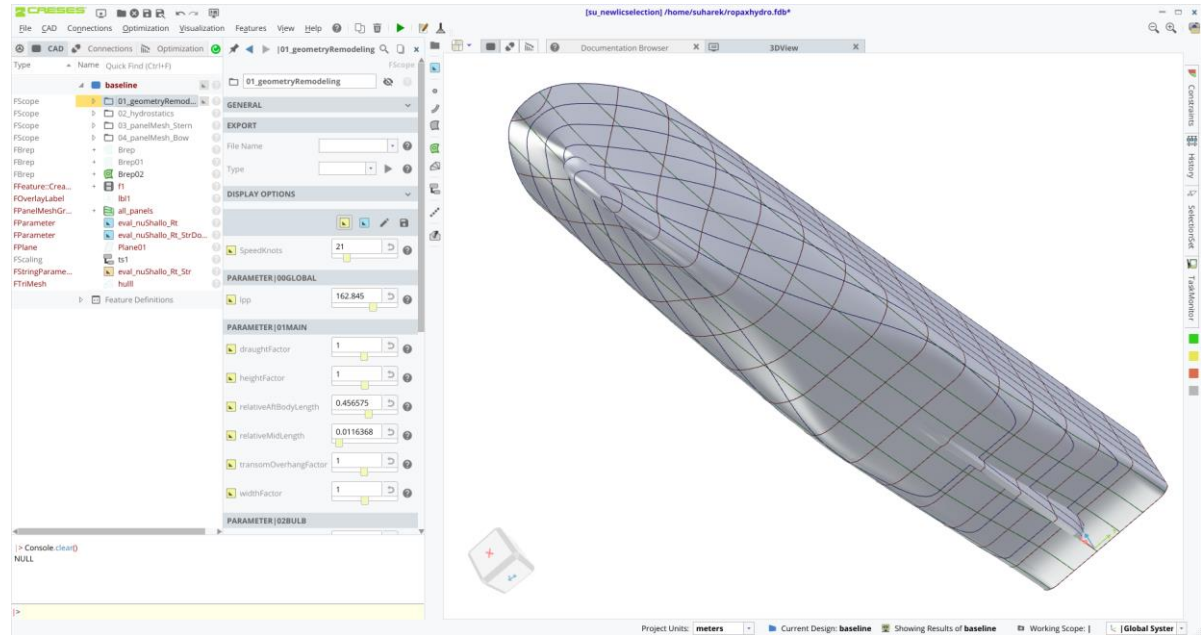 CAESES
[su_newlicselection] /home/suharek/ropaxhydro.fdb*
File CAD Connections Optimization Visualization Features View Help
CAD Connections Optimization |01_geometryRemodeling
Documentation Browser X 3DView X
Type Name Quick Find (Ctrl+F)
FScope
baseline
01_geometryRemodeling
FScope 01_geometryRemod...
FScope 02_hydrostatics
FScope 03_panelMesh_Stern
FScope 04_panelMesh_Bow
FBrep Brep
FBrep Brep01
FBrep Brep02
FFeature::Crea... f1
FOverlayLabel lbl1
FPanelMeshGr... all_panels
FParameter eval_nuShallo_Rt
FParameter eval_nuShallo_Rt_StrDo...
FPlane Plane01
FScaling ts1
FStringParame... eval_nuShallo_Rt_Str
FTriMesh hulll
Feature Definitions
GENERAL
EXPORT
File Name
Type
DISPLAY OPTIONS
SpeedKnots 21
PARAMETER|00GLOBAL
lpp 162.845
PARAMETER|01MAIN
draughtFactor 1
heightFactor 1
relativeAftBodyLength 0.456575
relativeMidLength 0.0116368
transomOverhangFactor 1
widthFactor 1
PARAMETER|02BULB
Constraints
History
SelectionSet
TaskMonitor
|> Console.clear()
NULL
|>
Project Units: meters Current Design: baseline Showing Results of baseline Working Scope: | |Global Syster